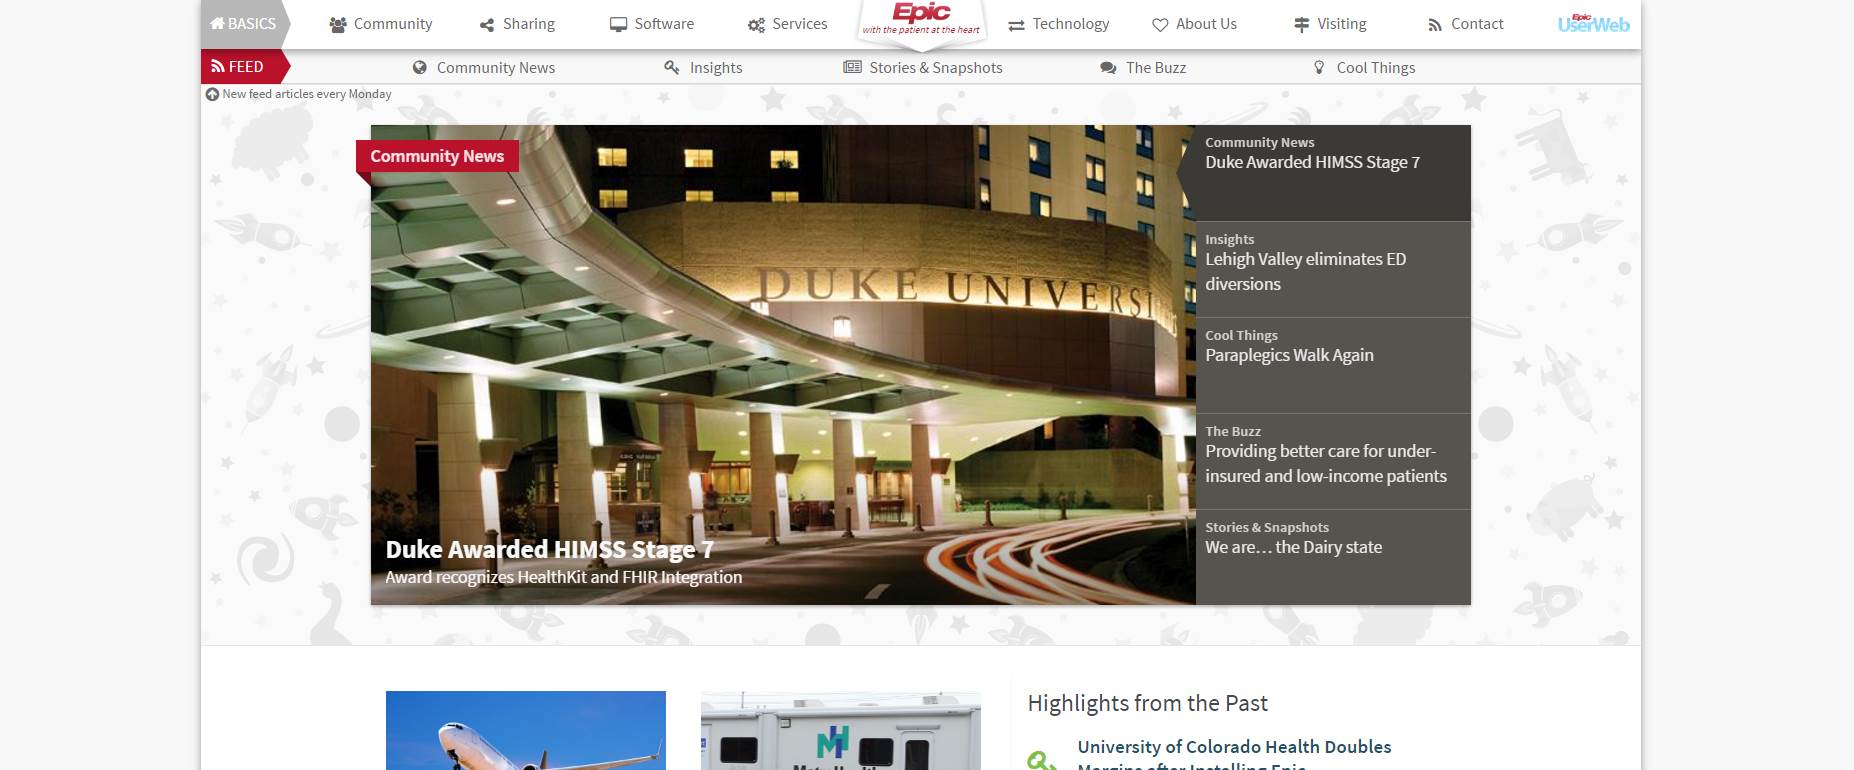 BASICS
Community
Sharing
Software
Services
Epic
with the patient at the heart
Technology
About Us
Visiting
Contact
Epic
UserWeb
FEED
Community News
Insights
Stories & Snapshots
The Buzz
Cool Things
New feed articles every Monday
Community News
DUKE UNIVERSI
Duke Awarded HIMSS Stage 7
Award recognizes HealthKit and FHIR Integration
Community News
Duke Awarded HIMSS Stage 7
Insights
Lehigh Valley eliminates ED
diversions
Cool Things
Paraplegics Walk Again
The Buzz
Providing better care for under-
insured and low-income patients
Stories & Snapshots
We are... the Dairy state
MH
Highlights from the Past
University of Colorado Health Doubles
Margins after Installing Epic